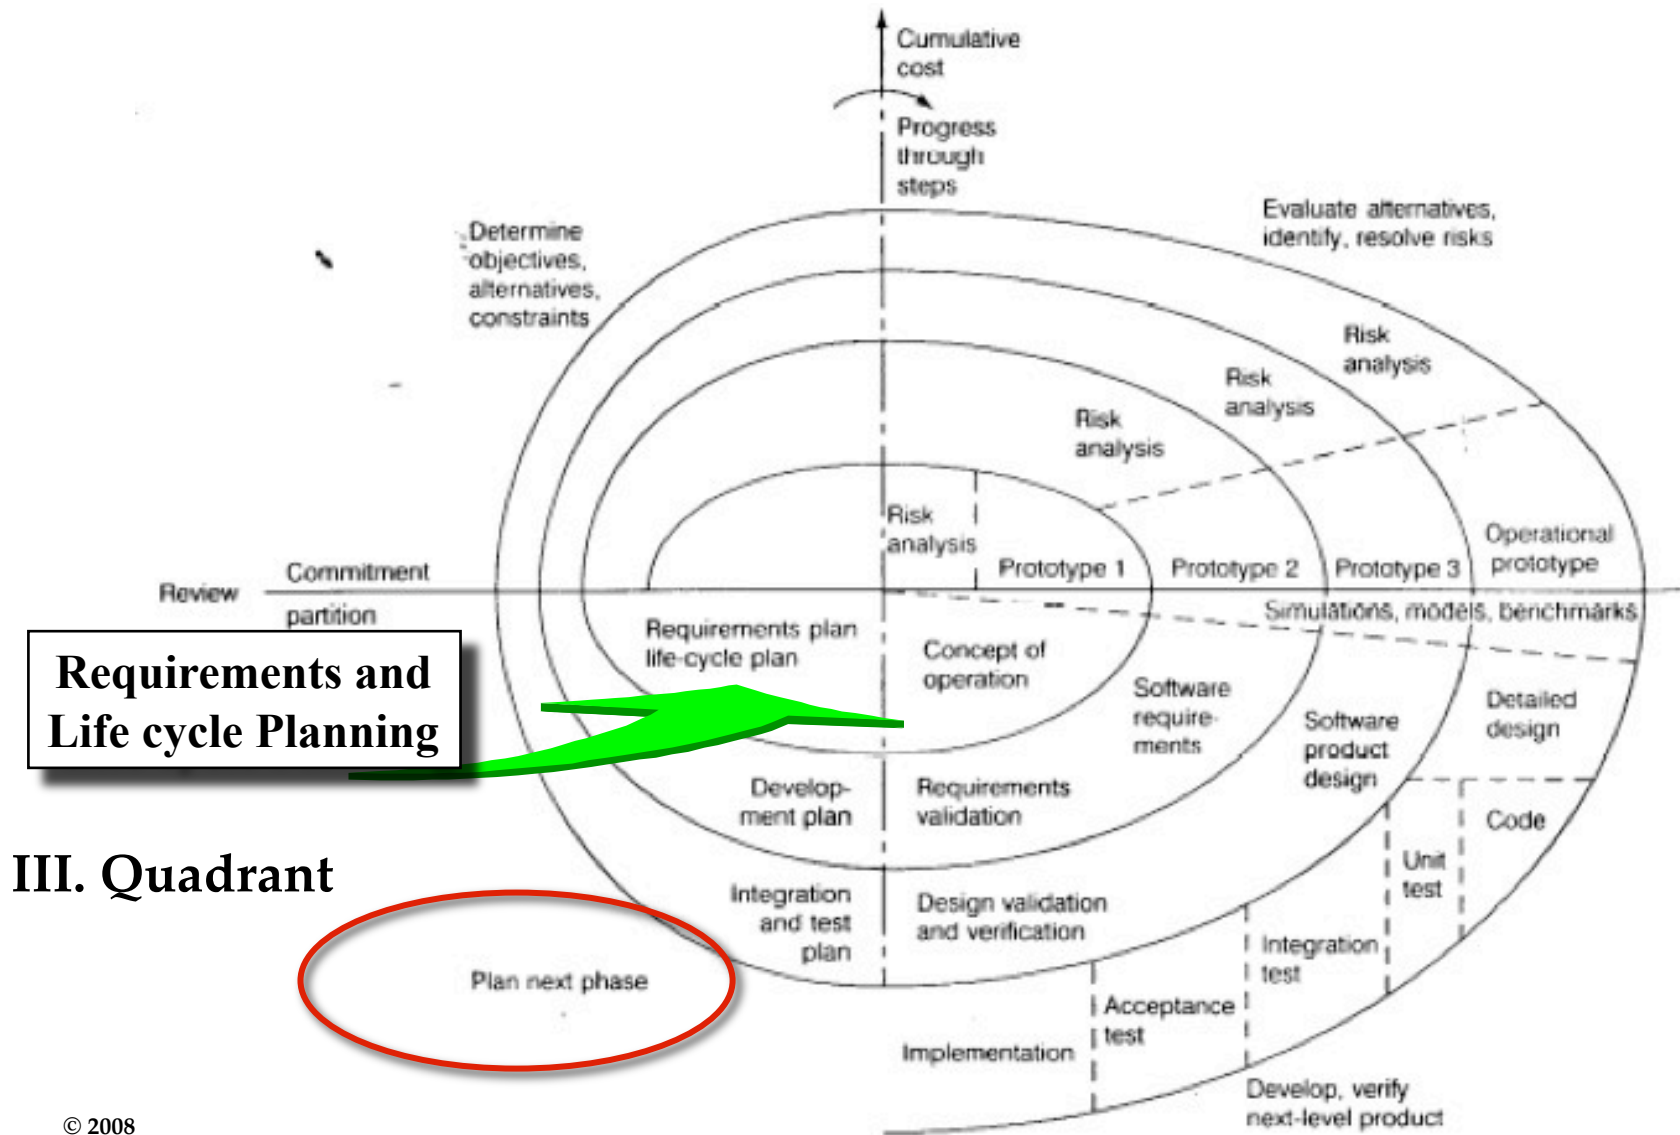 Cumulative
cost
Progress
through
steps
Determine
objectives,
alternatives,
constraints
Evaluate alternatives,
identify, resolve risks
Risk
analysis
Risk
analysis
Risk
analysis
Risk
analysis
Prototype 1
Prototype 2
Prototype 3
Operational
prototype
Review
Commitment
partition
Simulations, models, benchmarks
Requirements plan
life-cycle plan
Concept of
operation
Requirements and
Life cycle Planning
Software
require-
ments
Software
product
design
Detailed
design
Develop-
ment plan
Requirements
validation
Code
Unit
test
III. Quadrant
Integration
and test
plan
Design validation
and verification
Integration
test
Plan next phase
Acceptance
test
Implementation
Develop, verify
next-level product
© 2008